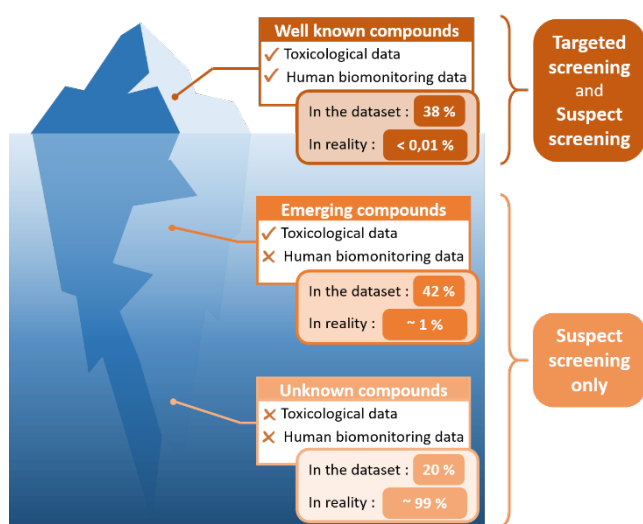 Well known compounds
✓ Toxicological data
✓ Human biomonitoring data
In the dataset : 38 %
In reality : < 0,01 %
Targeted
screening
and
Suspect
screening
Emerging compounds
✓ Toxicological data
✗ Human biomonitoring data
In the dataset : 42 %
In reality : ~ 1 %
Unknown compounds
✗ Toxicological data
✗ Human biomonitoring data
In the dataset : 20 %
In reality : ~ 99 %
Suspect
screening
only